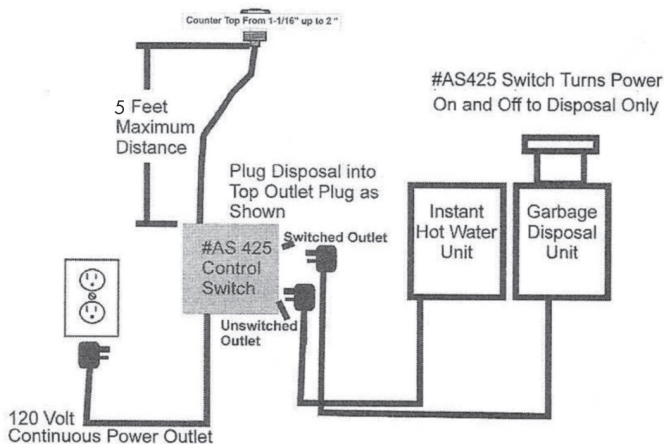 Counter Top From 1-1/16" up to 2 "
5 Feet
Maximum
Distance
#AS425 Switch Turns Power
On and Off to Disposal Only
Plug Disposal into
Top Outlet Plug as
Shown
#AS 425
Control
Switch
Switched Outlet
Unswitched
Outlet
Instant
Hot Water
Unit
Garbage
Disposal
Unit
120 Volt
Continuous Power Outlet